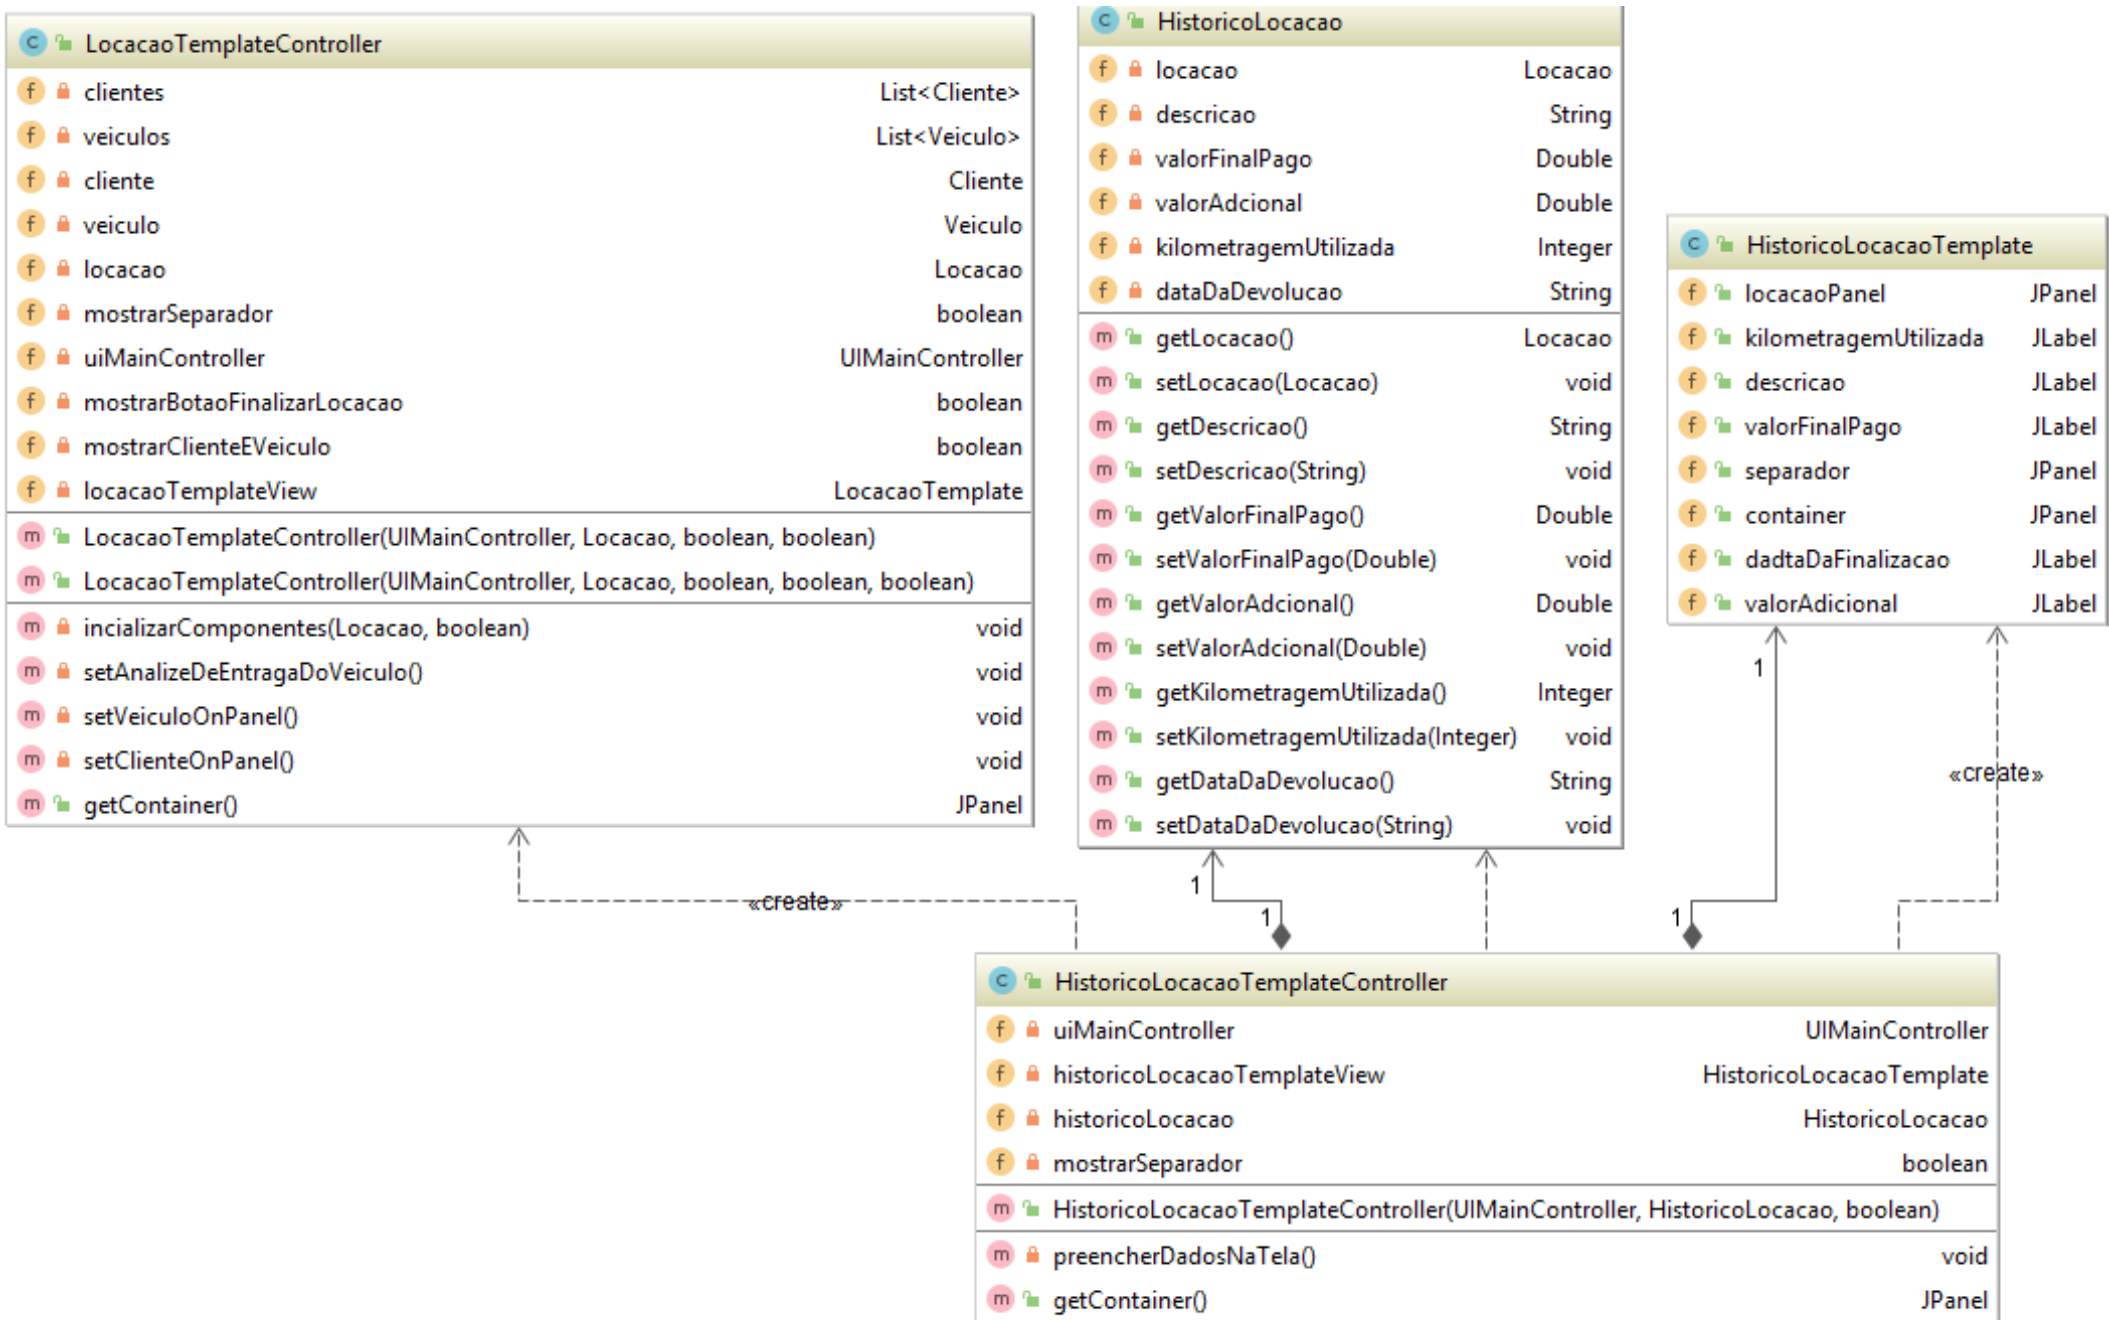 LocacaoTemplateController
clientes List<Cliente>
veiculos List<Veiculo>
cliente Cliente
veiculo Veiculo
locacao Locacao
mostrarSeparador boolean
uiMainController UIMainController
mostrarBotaoFinalizarLocacao boolean
mostrarClienteEVeiculo boolean
locacaoTemplateView LocacaoTemplate
LocacaoTemplateController(UIMainController, Locacao, boolean, boolean)
LocacaoTemplateController(UIMainController, Locacao, boolean, boolean, boolean)
incializarComponentes(Locacao, boolean) void
setAnalizeDeEntragaDoVeiculo() void
setVeiculoOnPanel() void
setClienteOnPanel() void
getContainer() JPanel
HistoricoLocacao
locacao Locacao
descricao String
valorFinalPago Double
valorAdcional Double
kilometragemUtilizada Integer
dataDaDevolucao String
getLocacao() Locacao
setLocacao(Locacao) void
getDescricao() String
setDescricao(String) void
getValorFinalPago() Double
setValorFinalPago(Double) void
getValorAdcional() Double
setValorAdcional(Double) void
getKilometragemUtilizada() Integer
setKilometragemUtilizada(Integer) void
getDataDaDevolucao() String
setDataDaDevolucao(String) void
HistoricoLocacaoTemplate
locacaoPanel JPanel
kilometragemUtilizada JLabel
descricao JLabel
valorFinalPago JLabel
separador JPanel
container JPanel
dadtaDaFinalizacao JLabel
valorAdicional JLabel
1
«create»
«create»
1
1
1
HistoricoLocacaoTemplateController
uiMainController UIMainController
historicoLocacaoTemplateView HistoricoLocacaoTemplate
historicoLocacao HistoricoLocacao
mostrarSeparador boolean
HistoricoLocacaoTemplateController(UIMainController, HistoricoLocacao, boolean)
preencherDadosNaTela() void
getContainer() JPanel